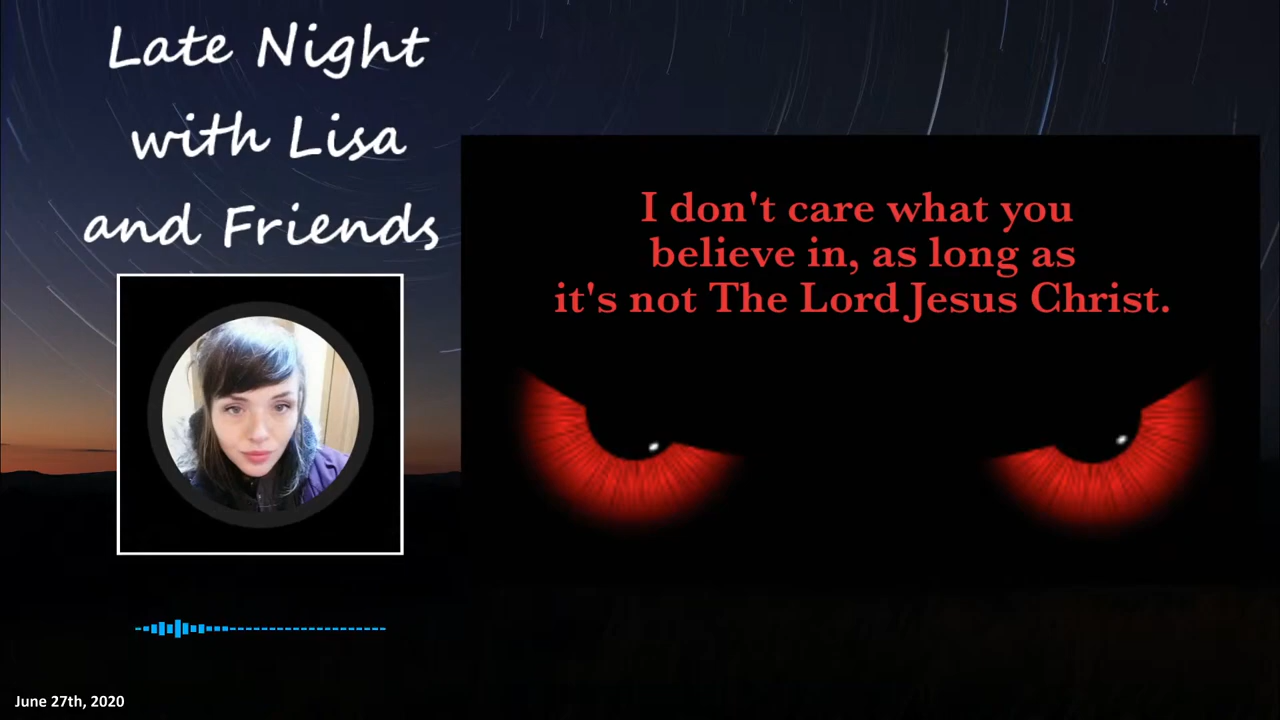 Late Night
with Lisa
and Friends
I don't care what you
believe in, as long as
it's not The Lord Jesus Christ.
June 27th, 2020